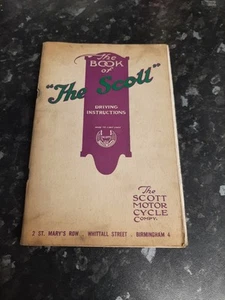 The
BOOK
of
"The Scott"
DRIVING
INSTRUCTIONS
The
SCOTT
MOTOR
CYCLE
COMPY.
2 ST. MARY'S ROW WHITTALL STREET BIRMINGHAM 4